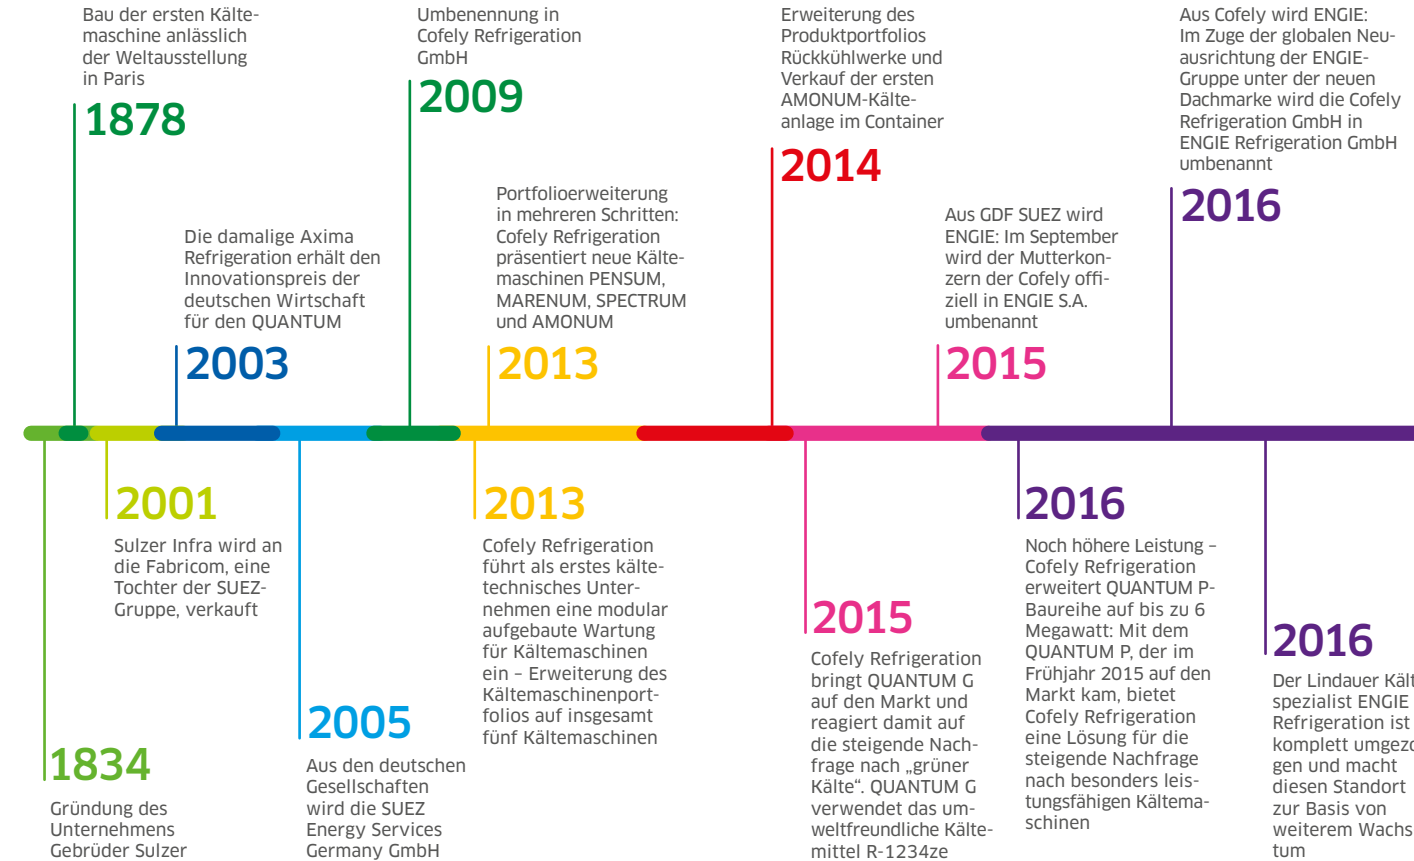 Bau der ersten Kälte-
maschine anlässlich
der Weltausstellung
in Paris
1878
Umbenennung in
Cofely Refrigeration
GmbH
2009
Erweiterung des
Produktportfolios
Rückkühlwerke und
Verkauf der ersten
AMONUM-Kälte-
anlage im Container
2014
Aus Cofely wird ENGIE:
Im Zuge der globalen Neu-
ausrichtung der ENGIE-
Gruppe unter der neuen
Dachmarke wird die Cofely
Refrigeration GmbH in
ENGIE Refrigeration GmbH
umbenannt
2016
Die damalige Axima
Refrigeration erhält den
Innovationspreis der
deutschen Wirtschaft
für den QUANTUM
2003
Portfolioerweiterung
in mehreren Schritten:
Cofely Refrigeration
präsentiert neue Kälte-
maschinen PENSUM,
MARENUM, SPECTRUM
und AMONUM
2013
Aus GDF SUEZ wird
ENGIE: Im September
wird der Mutterkon-
zern der Cofely offi-
ziell in ENGIE S.A.
umbenannt
2015
1834
Gründung des
Unternehmens
Gebrüder Sulzer
2001
Sulzer Infra wird an
die Fabricom, eine
Tochter der SUEZ-
Gruppe, verkauft
2005
Aus den deutschen
Gesellschaften
wird die SUEZ
Energy Services
Germany GmbH
2013
Cofely Refrigeration
führt als erstes kälte-
technisches Unter-
nehmen eine modular
aufgebaute Wartung
für Kältemaschinen
ein – Erweiterung des
Kältemaschinenport-
folios auf insgesamt
fünf Kältemaschinen
2015
Cofely Refrigeration
bringt QUANTUM G
auf den Markt und
reagiert damit auf
die steigende Nach-
frage nach „grüner
Kälte“. QUANTUM G
verwendet das um-
weltfreundliche Kälte-
mittel R-1234ze
2016
Noch höhere Leistung –
Cofely Refrigeration
erweitert QUANTUM P-
Baureihe auf bis zu 6
Megawatt: Mit dem
QUANTUM P, der im
Frühjahr 2015 auf den
Markt kam, bietet
Cofely Refrigeration
eine Lösung für die
steigende Nachfrage
nach besonders leis-
tungsfähigen Kältema-
schinen
2016
Der Lindauer Kält
spezialist ENGIE
Refrigeration ist
komplett umgezo
gen und macht
diesen Standort
zur Basis von
weiterem Wachs
tum